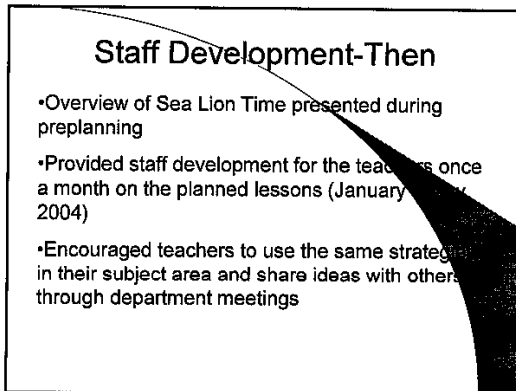 Staff Development-Then
•Overview of Sea Lion Time presented during
preplanning
•Provided staff development for the teachers once
a month on the planned lessons (January
2004)
•Encouraged teachers to use the same strategies
in their subject area and share ideas with others
through department meetings